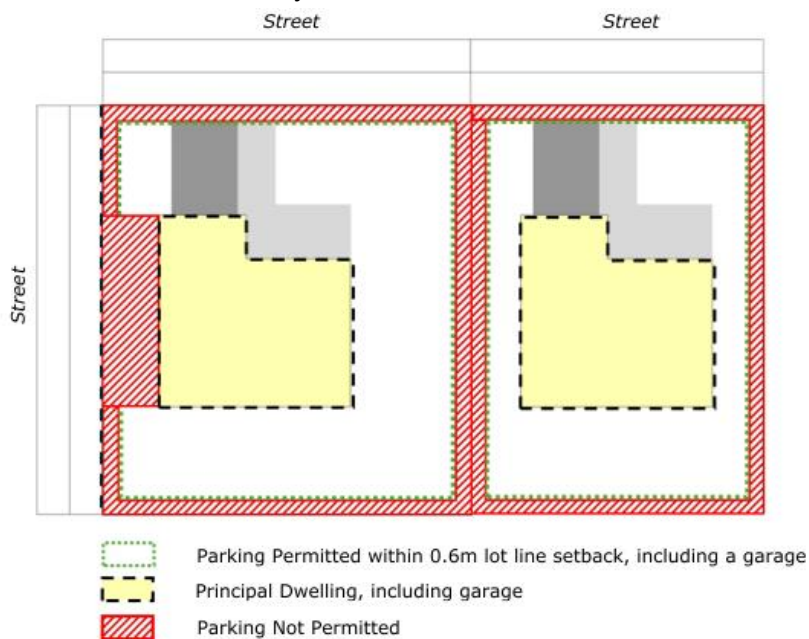 Street
Street
Street
Parking Permitted within 0.6m lot line setback, including a garage
Principal Dwelling, including garage
Parking Not Permitted